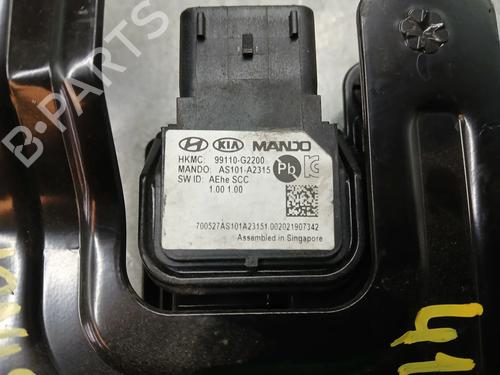 HYUNDAI KIA MANDO
HKMC: 99110-G2200
MANDO: AS101-A2315
SW ID: AEhe SCC
1.00 1.00
Pb
700527AS101A23151.002021907342
Assembled in Singapore
41
B-PARTS